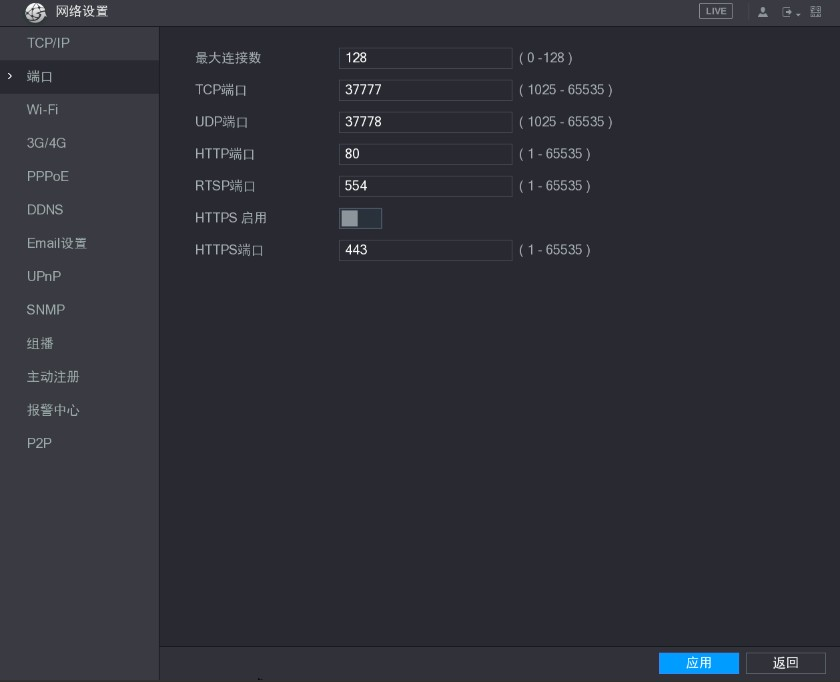 网络设置
LIVE
TCP/IP
端口
Wi-Fi
3G/4G
PPPoE
DDNS
Email设置
UPnP
SNMP
组播
主动注册
报警中心
P2P
最大连接数 128 ( 0 -128 )
TCP端口 37777 ( 1025 - 65535 )
UDP端口 37778 ( 1025 - 65535 )
HTTP端口 80 ( 1 - 65535 )
RTSP端口 554 ( 1 - 65535 )
HTTPS 启用
HTTPS端口 443 ( 1 - 65535 )
应用 返回